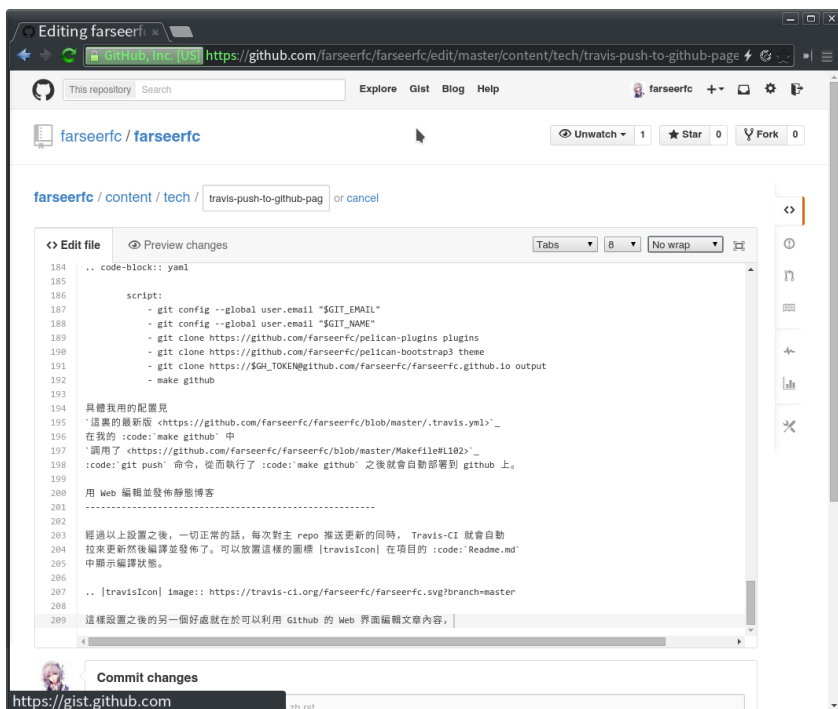 Editing farseerf
GitHub, Inc. [US] https://github.com/farseerfc/farseerfc/edit/master/content/tech/travis-push-to-github-page
This repository Search Explore Gist Blog Help farseerfc
farseerfc / farseerfc Unwatch 1 Star 0 Fork 0
farseerfc / content / tech / travis-push-to-github-pag or cancel
Edit file Preview changes Tabs 8 No wrap
184 .. code-block:: yaml
185
186 script:
187 - git config --global user.email "$GIT_EMAIL"
188 - git config --global user.email "$GIT_NAME"
189 - git clone https://github.com/farseerfc/pelican-plugins plugins
190 - git clone https://github.com/farseerfc/pelican-bootstrap3 theme
191 - git clone https://$GH_TOKEN@github.com/farseerfc/farseerfc.github.io output
192 - make github
193
194 具體我用的配置見
195 `這裏的最新版 <https://github.com/farseerfc/farseerfc/blob/master/.travis.yml>`_
196 在我的 :code:`make github` 中
197 `調用了 <https://github.com/farseerfc/farseerfc/blob/master/Makefile#L102>`_
198 :code:`git push` 命令，從而執行了 :code:`make github` 之後就會自動部署到 github 上。
199
200 用 Web 編輯並發佈靜態博客
201 ------------------------------------------------------
202
203 經過以上設置之後，一切正常的話，每次對主 repo 推送更新的同時， Travis-CI 就會自動
204 拉來更新然後編譯並發佈了。可以放置這樣的圖標 |travisIcon| 在項目的 :code:`Readme.md`
205 中顯示編譯狀態。
206
207 .. |travisIcon| image:: https://travis-ci.org/farseerfc/farseerfc.svg?branch=master
208
209 這樣設置之後的另一個好處就在於可以利用 Github 的 Web 界面編輯文章內容，
Commit changes
https://gist.github.com